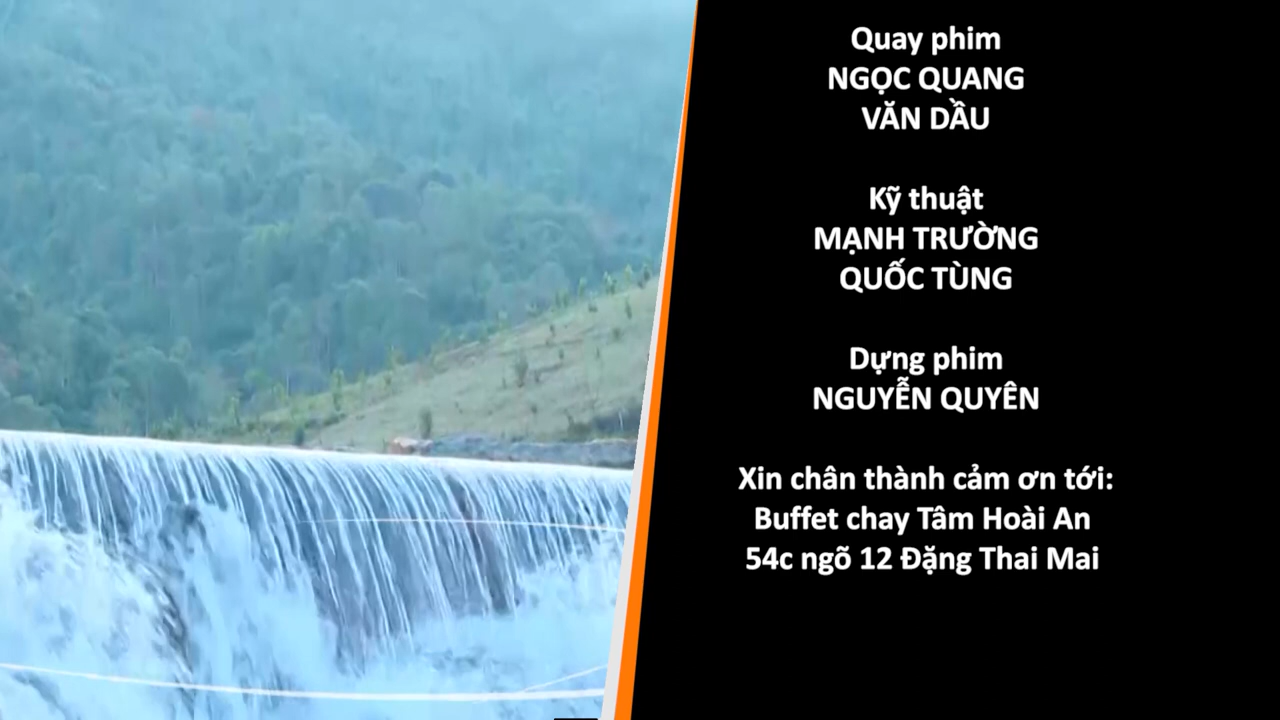 Quay phim
NGỌC QUANG
VĂN DẦU
Kỹ thuật
MẠNH TRƯỜNG
QUỐC TÙNG
Dựng phim
NGUYỄN QUYÊN
Xin chân thành cảm ơn tới:
Buffet chay Tâm Hoài An
54c ngõ 12 Đặng Thai Mai